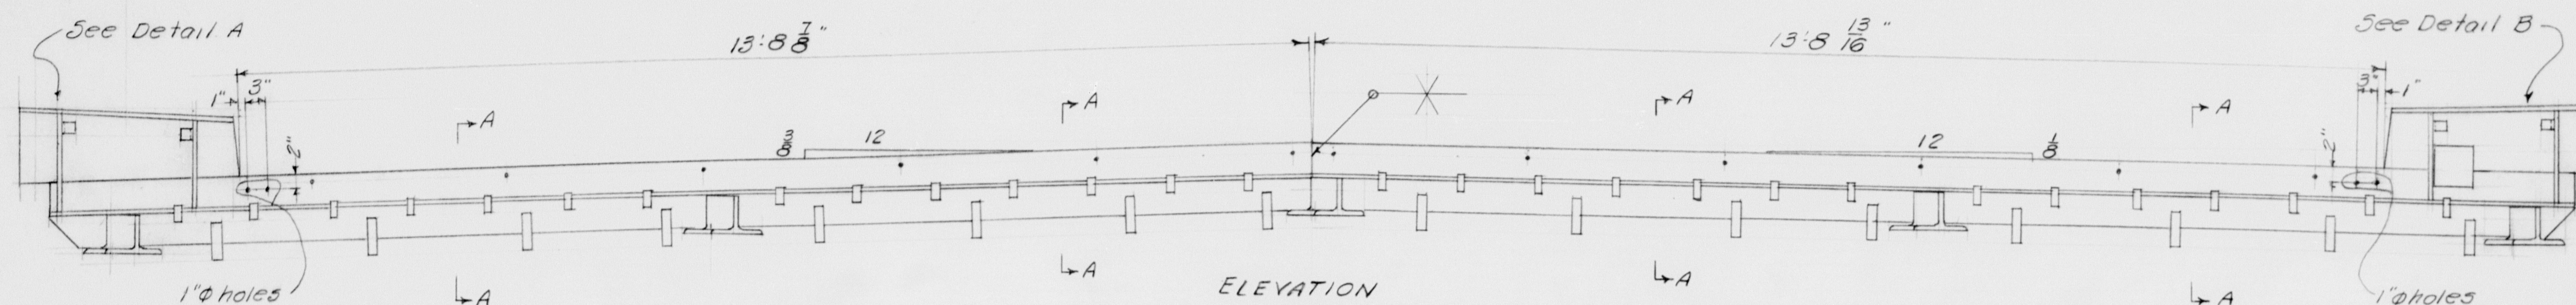 See Detail A
13'-8 7/8"
13'-8 13/16"
See Detail B
1"
3"
3"
1"
A
A
A
A
2"
3/8
12
12
1/8
2"
1"Φ holes
A
A
ELEVATION
A
A
1"Φ holes